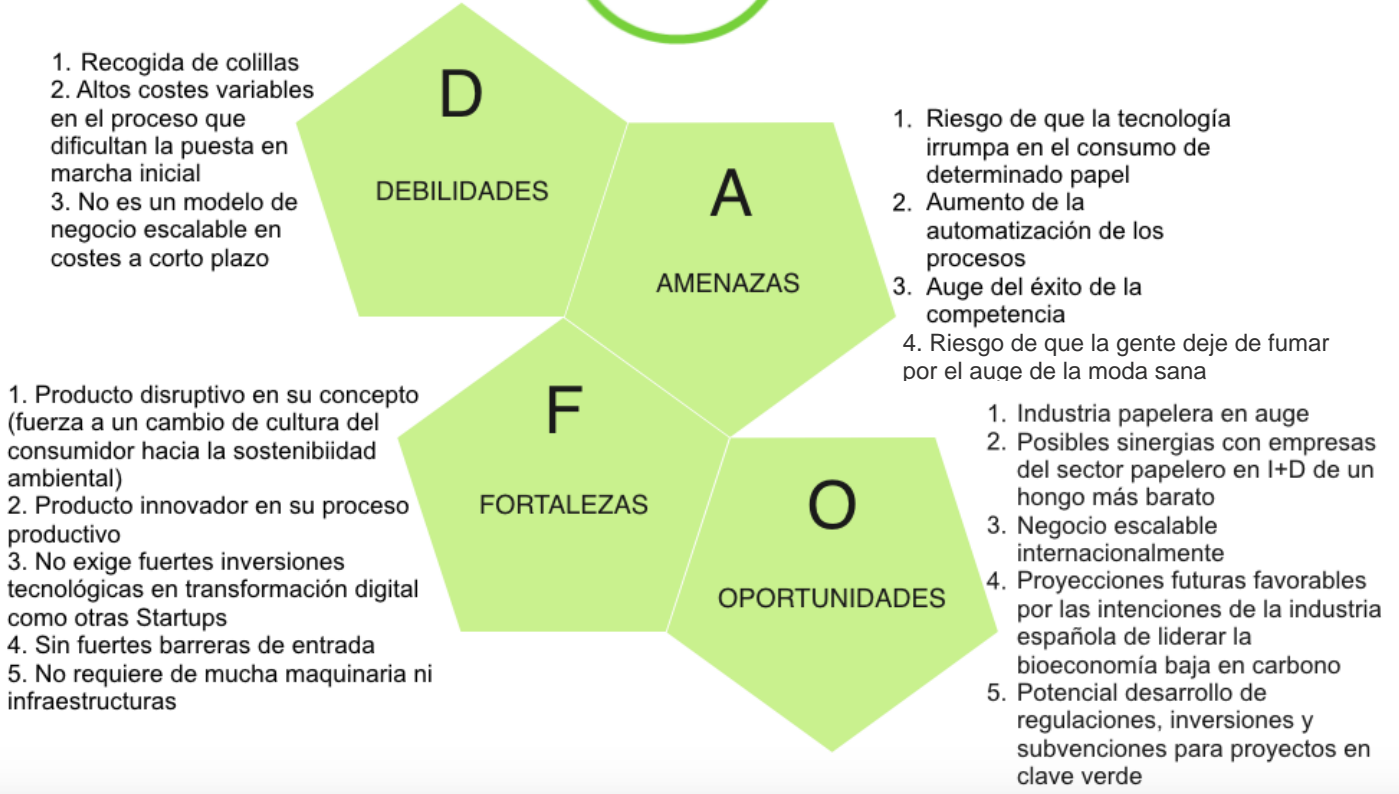 1. Recogida de colillas
2. Altos costes variables
en el proceso que
dificultan la puesta en
marcha inicial
3. No es un modelo de
negocio escalable en
costes a corto plazo
D
DEBILIDADES
A
AMENAZAS
1. Riesgo de que la tecnología
irrumpa en el consumo de
determinado papel
2. Aumento de la
automatización de los
procesos
3. Auge del éxito de la
competencia
4. Riesgo de que la gente deje de fumar
por el auge de la moda sana
1. Producto disruptivo en su concepto
(fuerza a un cambio de cultura del
consumidor hacia la sostenibiidad
ambiental)
2. Producto innovador en su proceso
productivo
3. No exige fuertes inversiones
tecnológicas en transformación digital
como otras Startups
4. Sin fuertes barreras de entrada
5. No requiere de mucha maquinaria ni
infraestructuras
F
FORTALEZAS
O
OPORTUNIDADES
1. Industria papelera en auge
2. Posibles sinergias con empresas
del sector papelero en I+D de un
hongo más barato
3. Negocio escalable
internacionalmente
4. Proyecciones futuras favorables
por las intenciones de la industria
española de liderar la
bioeconomía baja en carbono
5. Potencial desarrollo de
regulaciones, inversiones y
subvenciones para proyectos en
clave verde